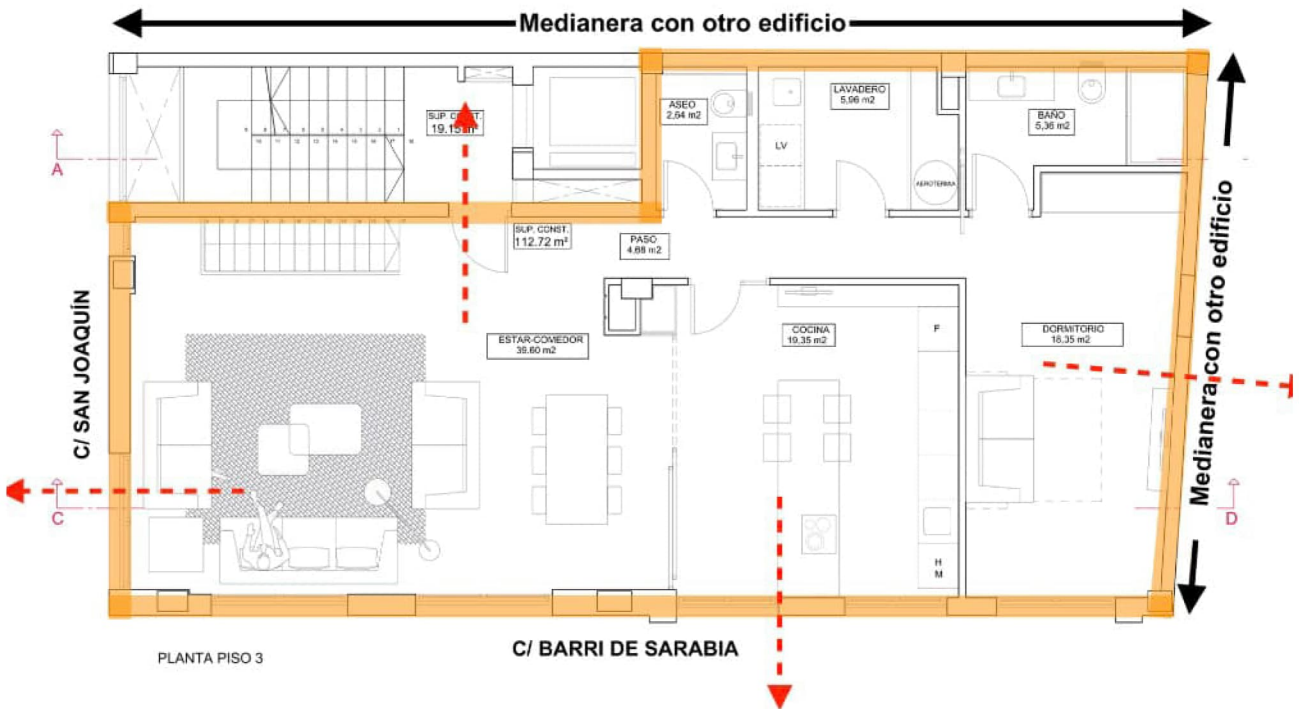 Medianera con otro edificio
SUP. CONST.
19.15 m²
ASEO
2,64 m2
LAVADERO
5,96 m2
BAÑO
5,36 m2
LV
AEROTERMIA
A
SUP. CONST.
112.72 m²
PASO
4,68 m2
C/ SAN JOAQUÍN
ESTAR-COMEDOR
39.60 m2
COCINA
19,35 m2
F
DORMITORIO
18,35 m2
Medianera con otro edificio
C
D
H
M
C/ BARRI DE SARABIA
PLANTA PISO 3